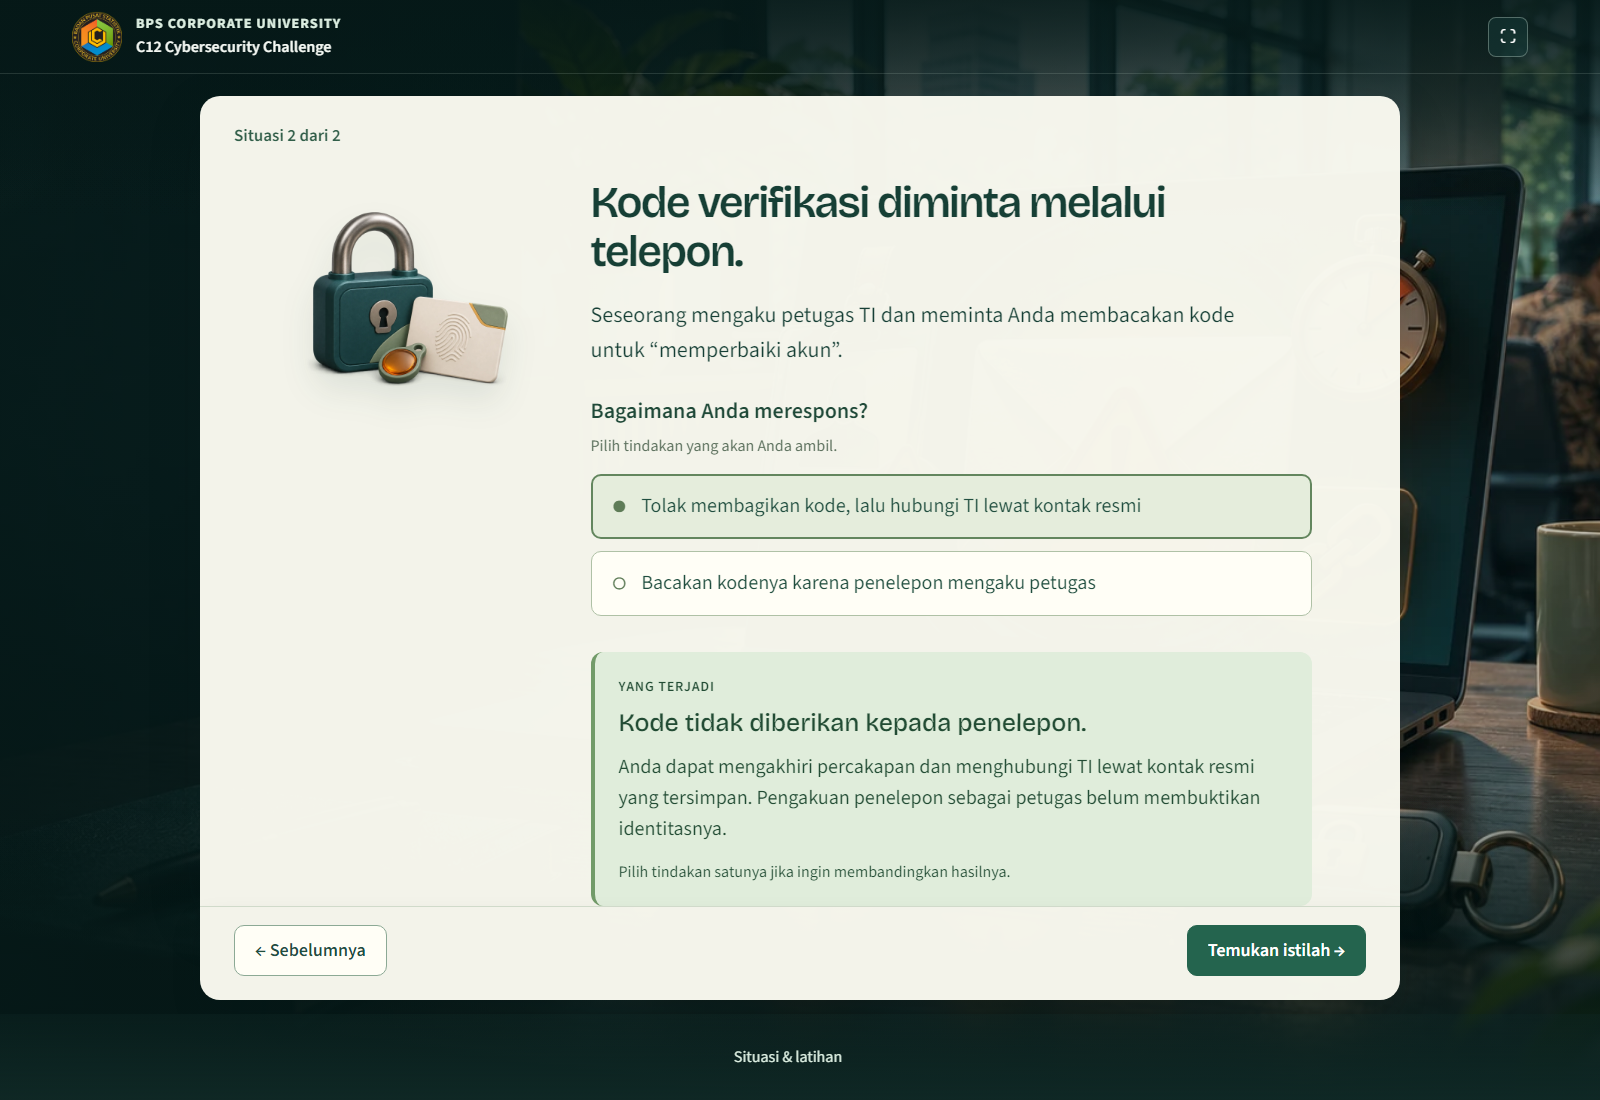 BPS CORPORATE UNIVERSITY
C12 Cybersecurity Challenge
Situasi 2 dari 2
Kode verifikasi diminta melalui
telepon.
Seseorang mengaku petugas TI dan meminta Anda membacakan kode
untuk “memperbaiki akun”.
Bagaimana Anda merespons?
Pilih tindakan yang akan Anda ambil.
Tolak membagikan kode, lalu hubungi TI lewat kontak resmi
Bacakan kodenya karena penelepon mengaku petugas
YANG TERJADI
Kode tidak diberikan kepada penelepon.
Anda dapat mengakhiri percakapan dan menghubungi TI lewat kontak resmi
yang tersimpan. Pengakuan penelepon sebagai petugas belum membuktikan
identitasnya.
Pilih tindakan satunya jika ingin membandingkan hasilnya.
← Sebelumnya
Temukan istilah →
Situasi & latihan